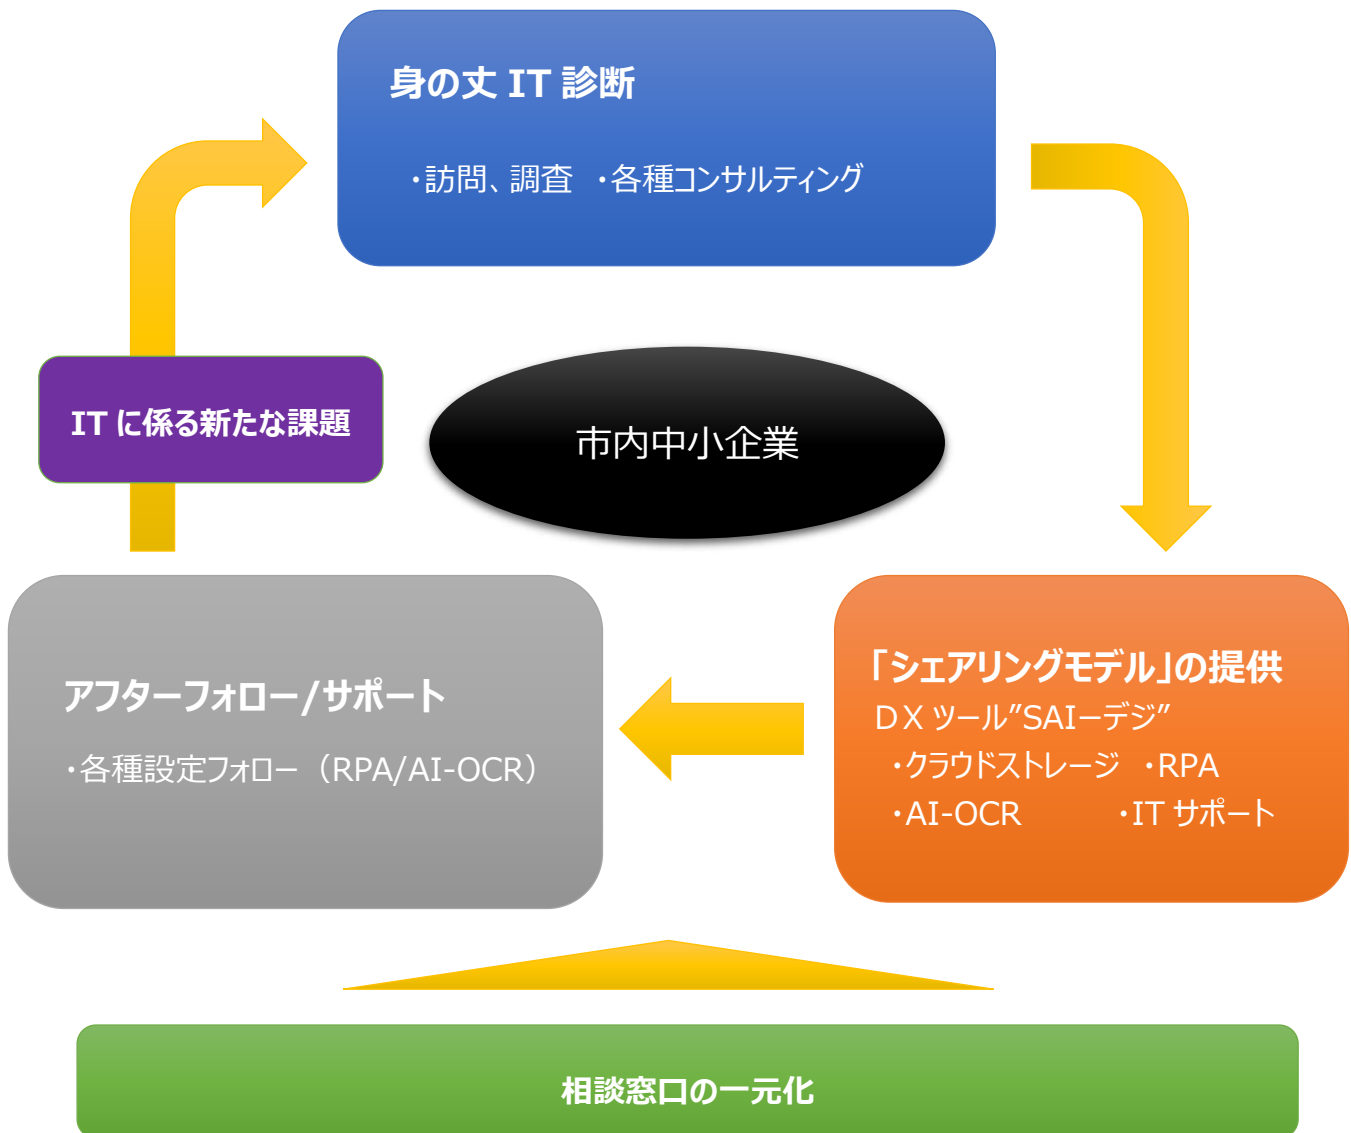 身の丈 IT 診断
・訪問、調査　・各種コンサルティング
IT に係る新たな課題
市内中小企業
「シェアリングモデル」の提供
ＤＸ ツール”SAIーデジ”
・クラウドストレージ　・RPA
・AI-OCR　　　・IT サポート
アフターフォロー/サポート
・各種設定フォロー（RPA/AI-OCR）
相談窓口の一元化